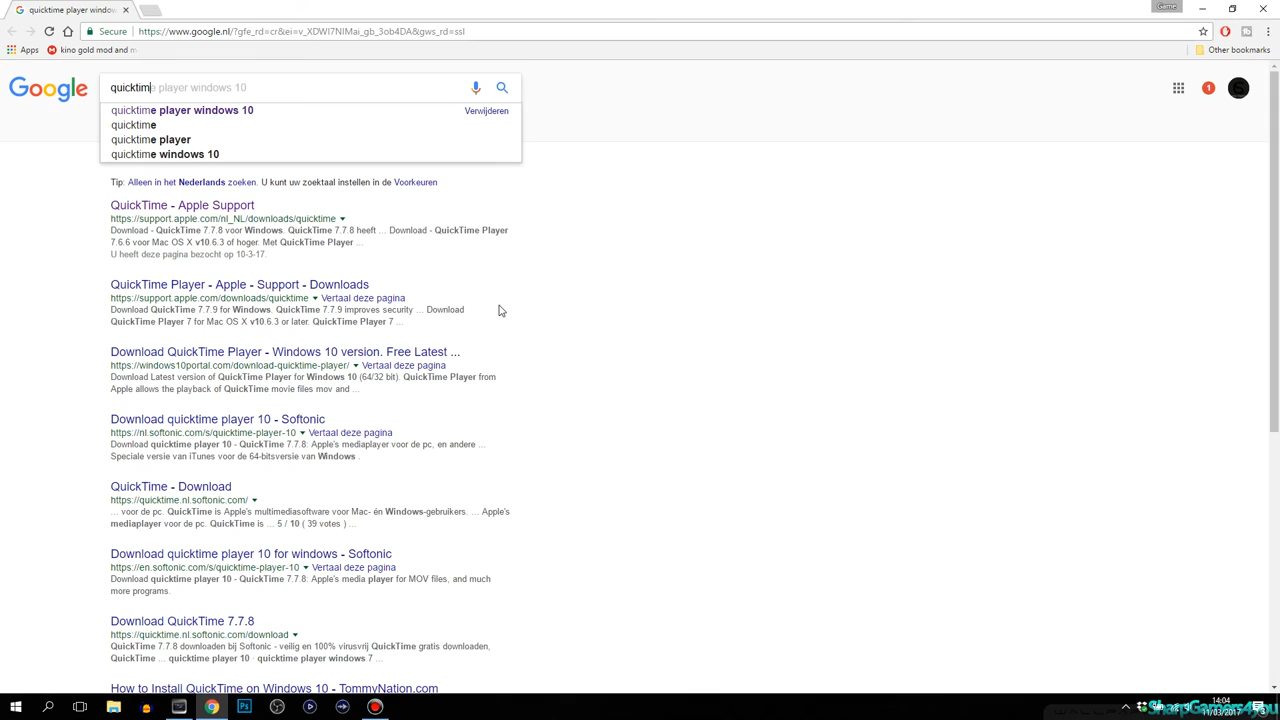 quicktime player window
Game
Secure
https://www.google.nl/?gfe_rd=cr&ei=v_XDWI7NIMai_gb_3ob4DA&gws_rd=ssl
Apps
kino gold mod and m
Other bookmarks
Google
quicktime player windows 10
1
quicktime player windows 10
Verwijderen
quicktime
quicktime player
quicktime windows 10
Tip: Alleen in het Nederlands zoeken. U kunt uw zoektaal instellen in de Voorkeuren
QuickTime - Apple Support
https://support.apple.com/nl_NL/downloads/quicktime
Download - QuickTime 7.7.8 voor Windows. QuickTime 7.7.8 heeft ... Download - QuickTime Player
7.6.6 voor Mac OS X v10.6.3 of hoger. Met QuickTime Player ...
U heeft deze pagina bezocht op 10-3-17.
QuickTime Player - Apple - Support - Downloads
https://support.apple.com/downloads/quicktime Vertaal deze pagina
Download QuickTime 7.7.9 for Windows. QuickTime 7.7.9 improves security ... Download
QuickTime Player 7 for Mac OS X v10.6.3 or later. QuickTime Player 7 ...
Download QuickTime Player - Windows 10 version. Free Latest ...
https://windows10portal.com/download-quicktime-player/ Vertaal deze pagina
Download Latest version of QuickTime Player for Windows 10 (64/32 bit). QuickTime Player from
Apple allows the playback of QuickTime movie files mov and ...
Download quicktime player 10 - Softonic
https://nl.softonic.com/s/quicktime-player-10 Vertaal deze pagina
Download quicktime player 10 - QuickTime 7.7.8: Apple's mediaplayer voor de pc, en andere ...
Speciale versie van iTunes voor de 64-bitsversie van Windows .
QuickTime - Download
https://quicktime.nl.softonic.com/
... voor de pc. QuickTime is Apple's multimediasoftware voor Mac- én Windows-gebruikers. ... Apple's
mediaplayer voor de pc. QuickTime is ... 5 / 10 ( 39 votes ) ...
Download quicktime player 10 for windows - Softonic
https://en.softonic.com/s/quicktime-player-10 Vertaal deze pagina
Download quicktime player 10 - QuickTime 7.7.8: Apple's media player for MOV files, and much
more programs.
Download QuickTime 7.7.8
https://quicktime.nl.softonic.com/download
QuickTime 7.7.8 downloaden bij Softonic - veilig en 100% virusvrij QuickTime gratis downloaden,
QuickTime ... quicktime player 10 · quicktime player windows 7 ...
How to Install QuickTime on Windows 10 - TommyNation.com
14:04
11/03/2017
SharkGamers4you